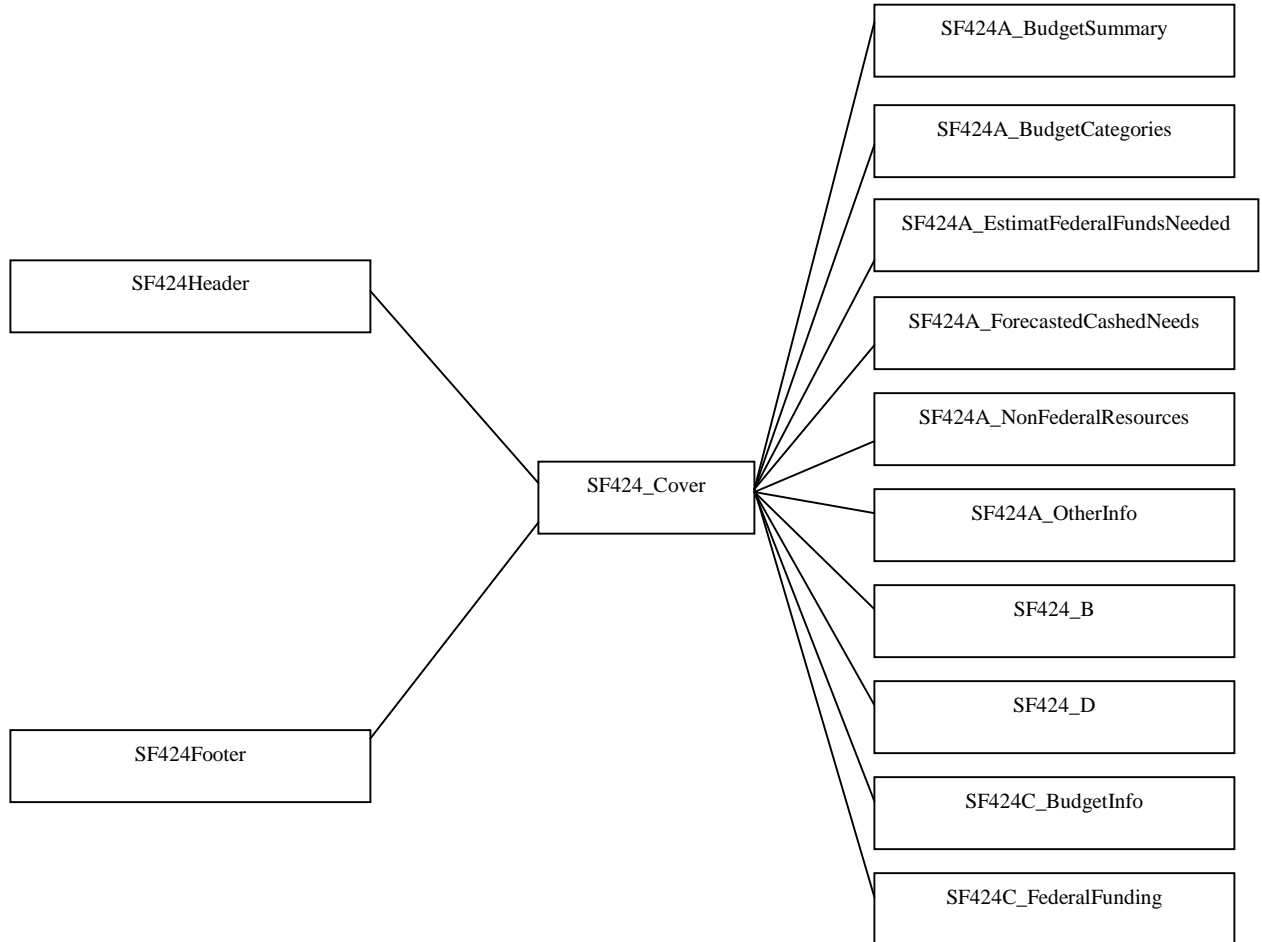 SF424A_BudgetSummary
SF424A_BudgetCategories
SF424A_EstimatFederalFundsNeeded
SF424Header
SF424A_ForecastedCashedNeeds
SF424A_NonFederalResources
SF424_Cover
SF424A_OtherInfo
SF424_B
SF424_D
SF424Footer
SF424C_BudgetInfo
SF424C_FederalFunding